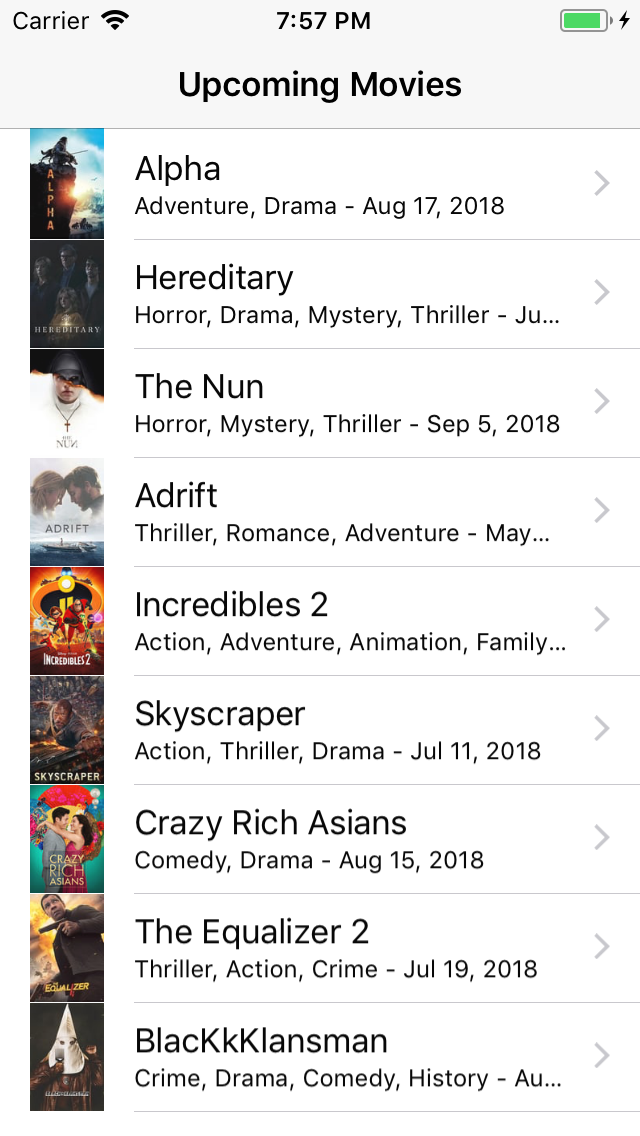 Carrier 7:57 PM
Upcoming Movies
ALPHA
Alpha
Adventure, Drama - Aug 17, 2018
HEREDITARY
Hereditary
Horror, Drama, Mystery, Thriller - Ju...
THE
NUN
The Nun
Horror, Mystery, Thriller - Sep 5, 2018
ADRIFT
Adrift
Thriller, Romance, Adventure - May...
INCREDIBLES 2
Incredibles 2
Action, Adventure, Animation, Family...
SKYSCRAPER
Skyscraper
Action, Thriller, Drama - Jul 11, 2018
CRAZY
RICH
ASIANS
Crazy Rich Asians
Comedy, Drama - Aug 15, 2018
EQUALIZER
The Equalizer 2
Thriller, Action, Crime - Jul 19, 2018
BlacKkKlansman
Crime, Drama, Comedy, History - Au...